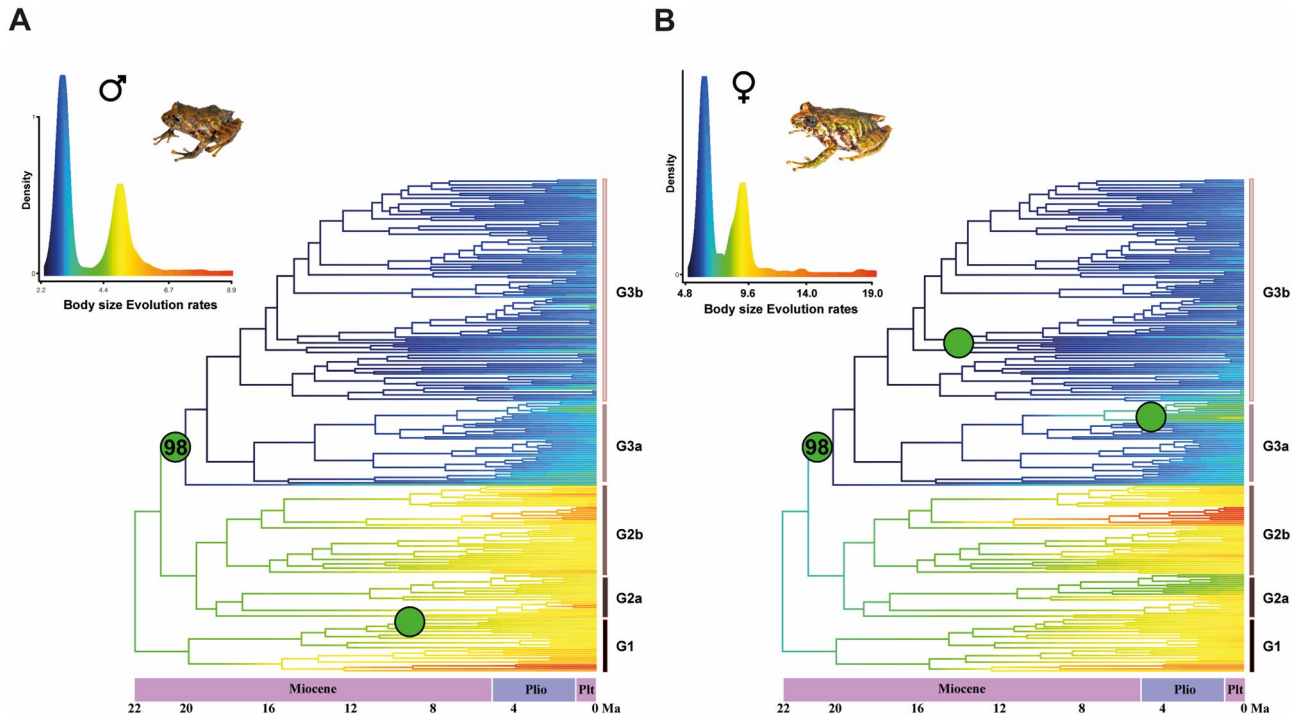 A
B
♂
♀
1
Density
0
2.2 4.4 6.7 8.9
Body size Evolution rates
Density
0
4.8 9.6 14.0 19.0
Body size Evolution rates
G3b
98
G3a
G2b
G2a
G1
Miocene Plio Plt
22 20 16 12 8 4 0 Ma
G3b
98
G3a
G2b
G2a
G1
Miocene Plio Plt
22 20 16 12 8 4 0 Ma